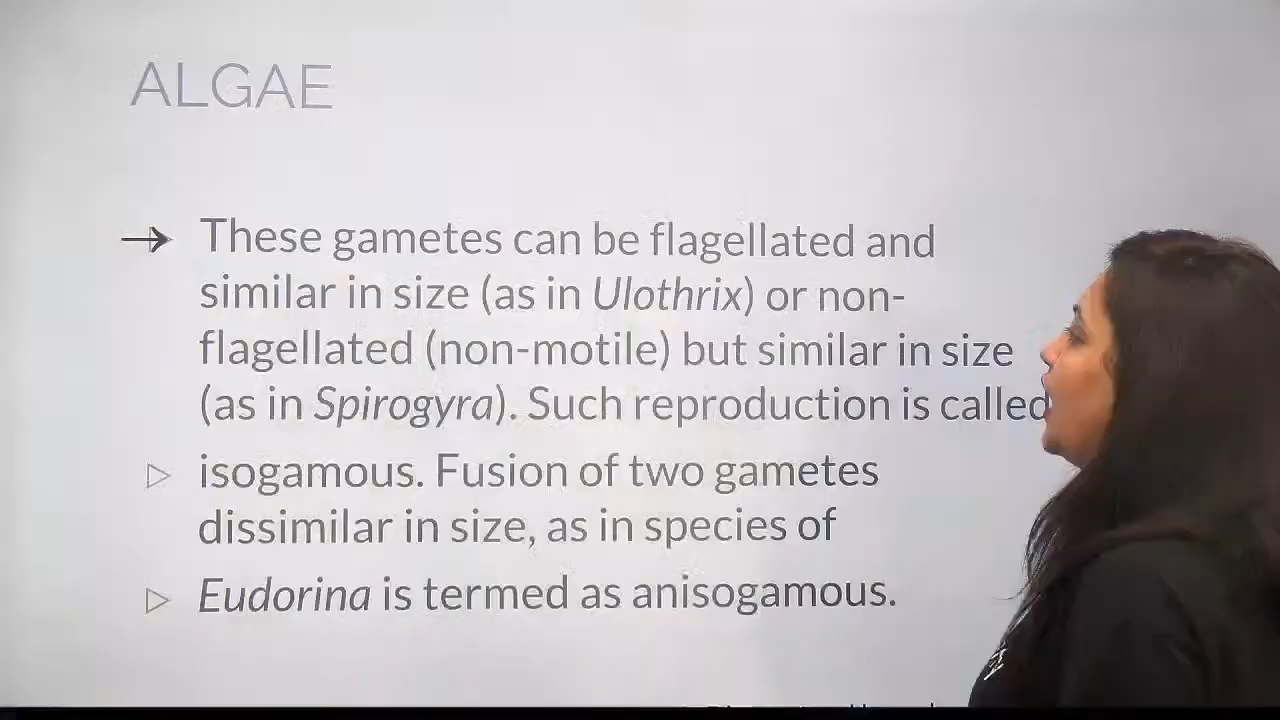 ALGAE
→ These gametes can be flagellated and
similar in size (as in Ulothrix) or non-
flagellated (non-motile) but similar in size
(as in Spirogyra). Such reproduction is called
▷ isogamous. Fusion of two gametes
dissimilar in size, as in species of
▷ Eudorina is termed as anisogamous.